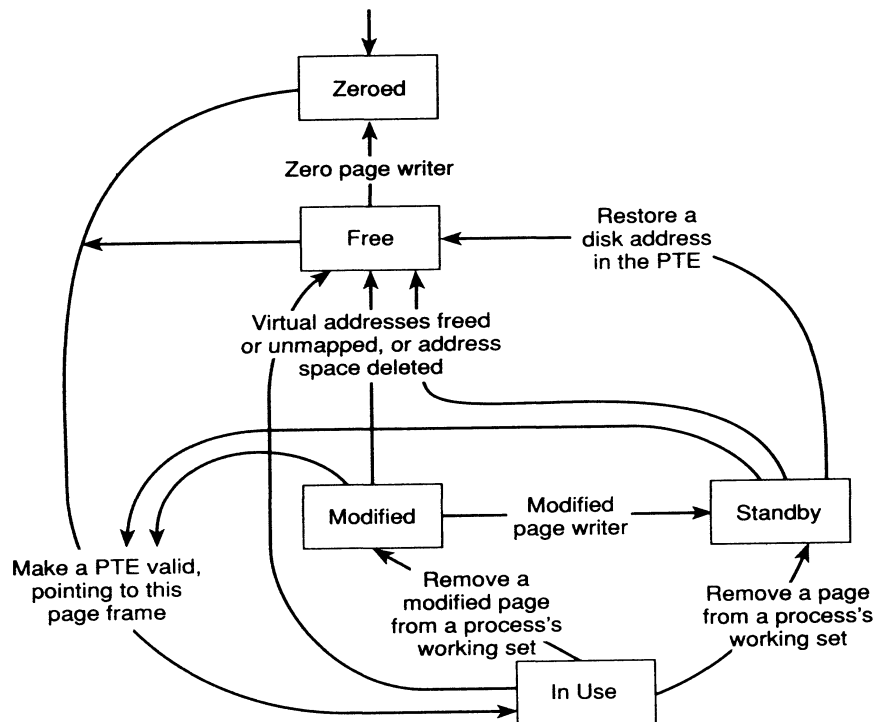 Zeroed
Zero page writer
Free
Restore a
disk address
in the PTE
Virtual addresses freed
or unmapped, or address
space deleted
Modified
Modified
page writer
Standby
Make a PTE valid,
pointing to this
page frame
Remove a
modified page
from a process's
working set
Remove a page
from a process's
working set
In Use